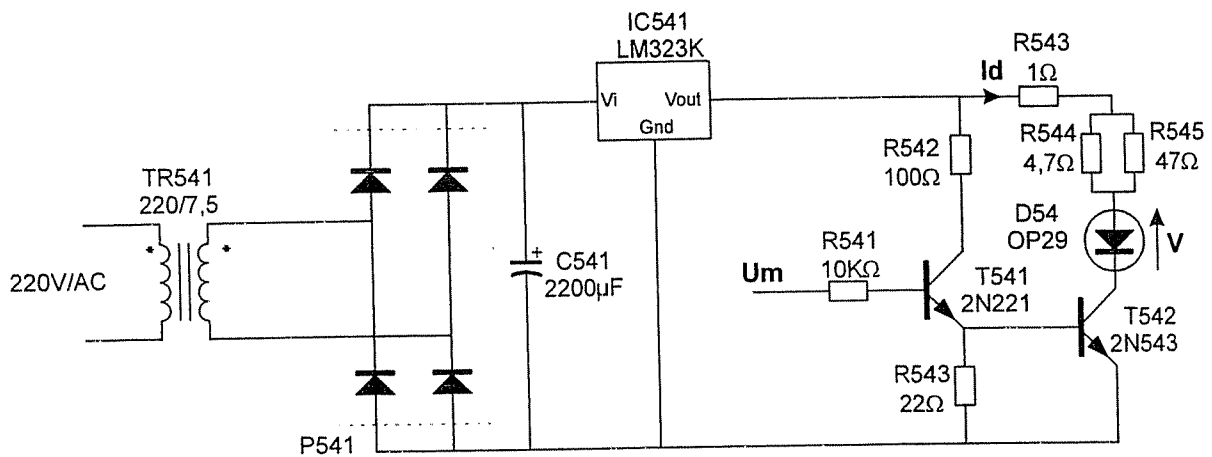 IC541
LM323K
Vi
Vout
Gnd
Id
R543
1Ω
R544
4,7Ω
R545
47Ω
R542
100Ω
TR541
220/7,5
220V/AC
+
C541
2200µF
D54
OP29
V
R541
10KΩ
Um
T541
2N221
T542
2N543
R543
22Ω
P541